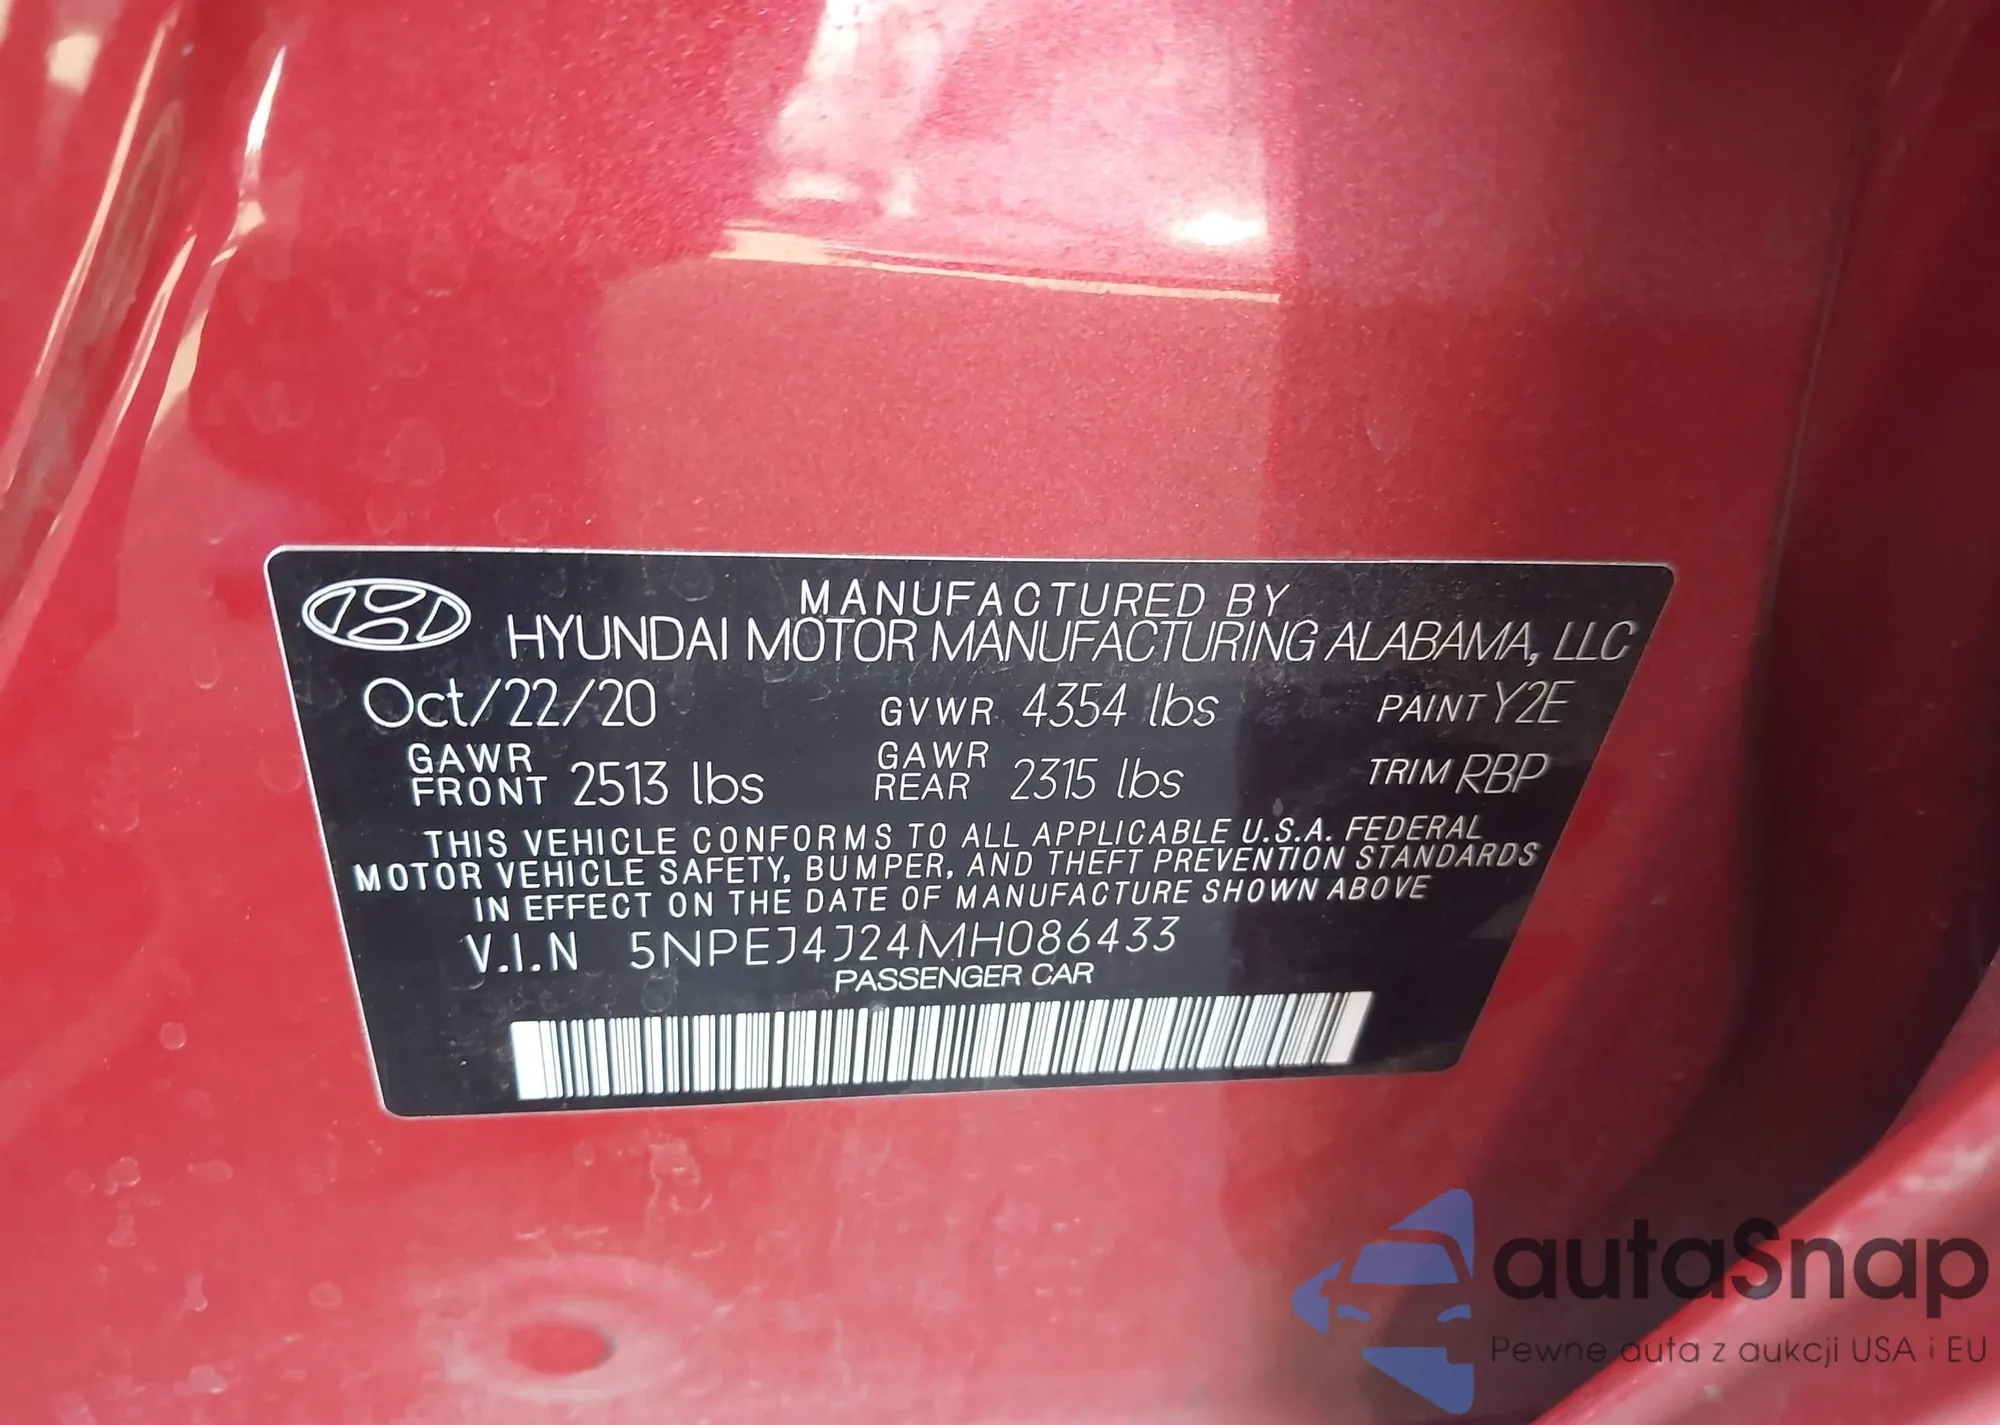 MANUFACTURED BY
HYUNDAI MOTOR MANUFACTURING ALABAMA, LLC
Oct/22/20 GVWR 4354 lbs PAINT Y2E
GAWR FRONT 2513 lbs GAWR REAR 2315 lbs TRIM RBP
THIS VEHICLE CONFORMS TO ALL APPLICABLE U.S.A. FEDERAL
MOTOR VEHICLE SAFETY, BUMPER, AND THEFT PREVENTION STANDARDS
IN EFFECT ON THE DATE OF MANUFACTURE SHOWN ABOVE
V.I.N 5NPEJ4J24MH086433
PASSENGER CAR
autaSnap
Pewne auta z aukcji USA i EU